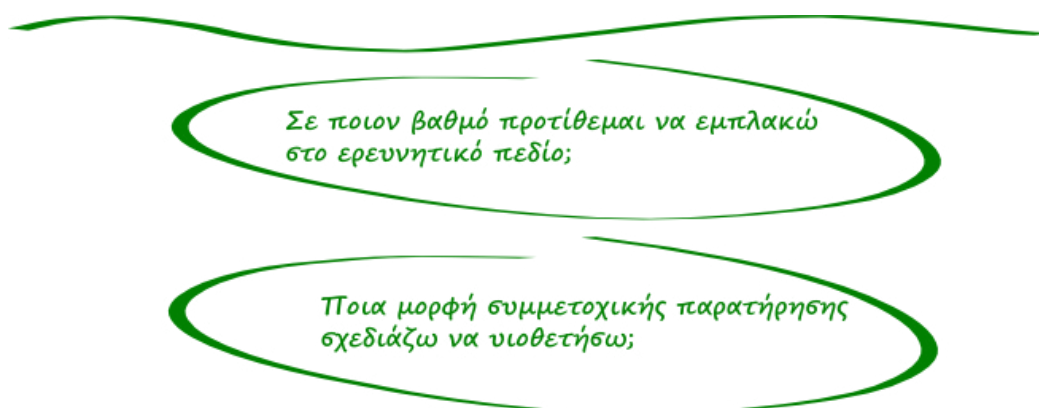 Σε ποιον βαθμό προτίθεμαι να εμπλακώ
στο ερευνητικό πεδίο;
Ποια μορφή συμμετοχικής παρατήρησης
σχεδιάζω να υιοθετήσω;